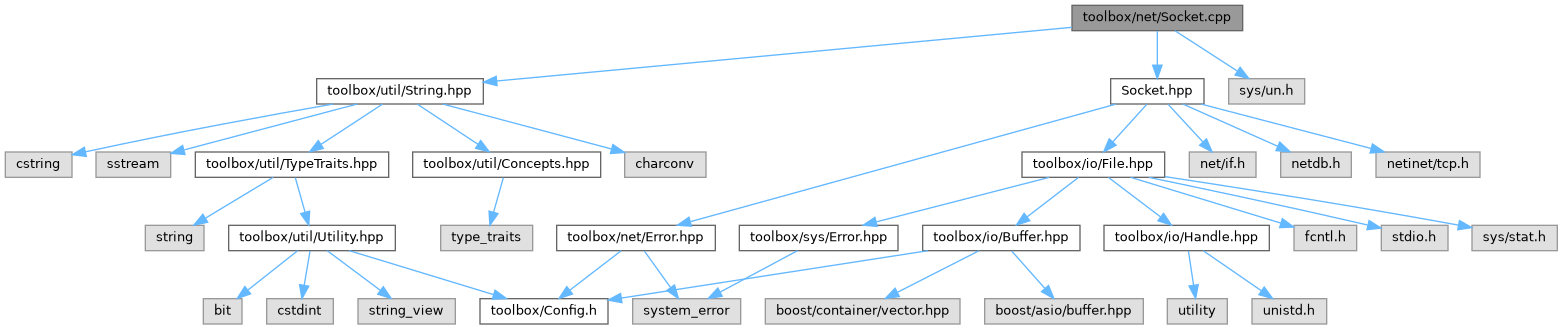 toolbox/net/Socket.cpp
toolbox/util/String.hpp
Socket.hpp
sys/un.h
cstring
sstream
toolbox/util/TypeTraits.hpp
toolbox/util/Concepts.hpp
charconv
toolbox/io/File.hpp
net/if.h
netdb.h
netinet/tcp.h
string
toolbox/util/Utility.hpp
type_traits
toolbox/net/Error.hpp
toolbox/sys/Error.hpp
toolbox/io/Buffer.hpp
toolbox/io/Handle.hpp
fcntl.h
stdio.h
sys/stat.h
bit
cstdint
string_view
toolbox/Config.h
system_error
boost/container/vector.hpp
boost/asio/buffer.hpp
utility
unistd.h